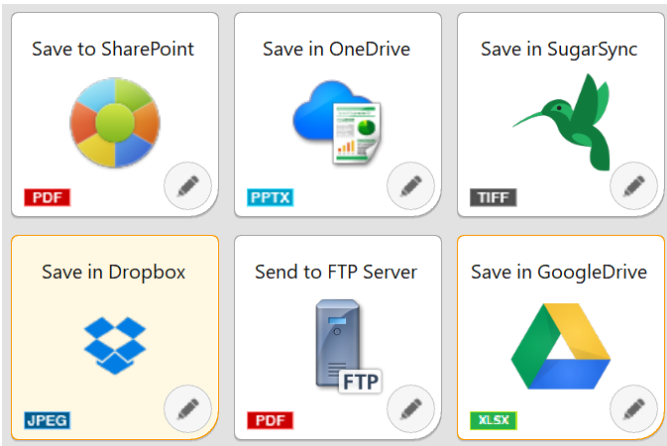 Save to SharePoint
PDF
Save in OneDrive
PPTX
Save in SugarSync
TIFF
Save in Dropbox
JPEG
Send to FTP Server
FTP
PDF
Save in GoogleDrive
XLSX